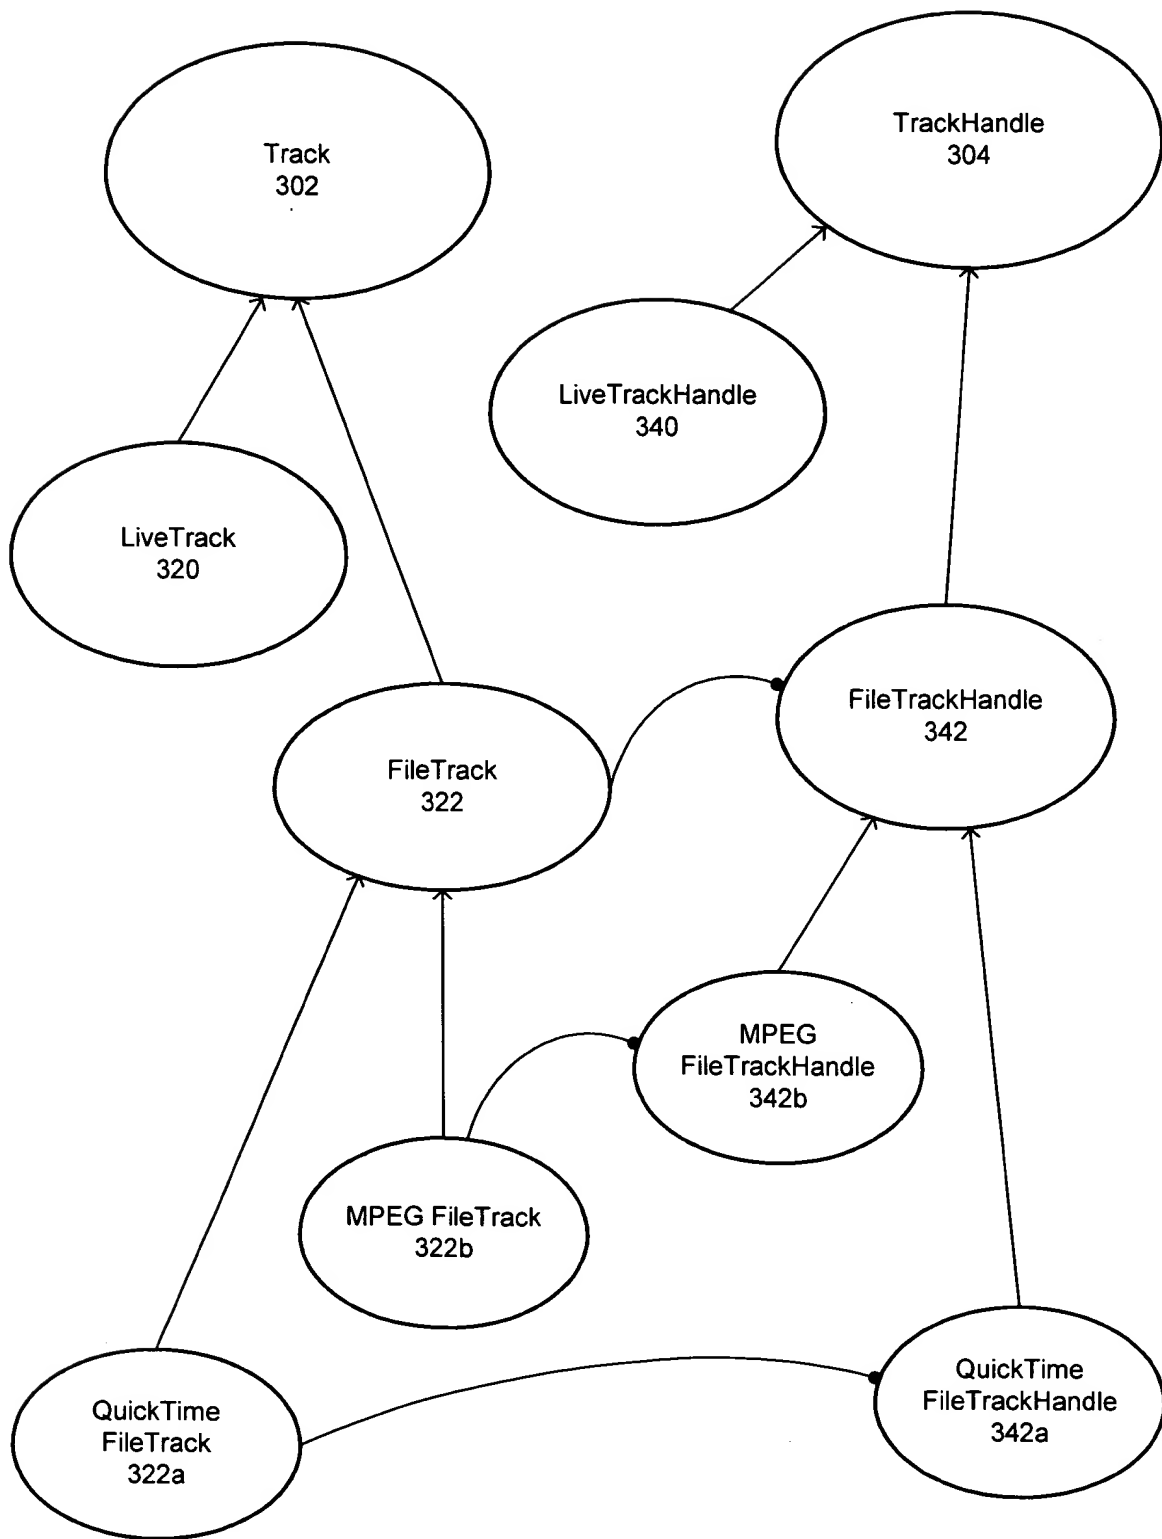 TrackHandle
304
Track
302
LiveTrackHandle
340
LiveTrack
320
FileTrackHandle
342
FileTrack
322
MPEG
FileTrackHandle
342b
MPEG FileTrack
322b
QuickTime
FileTrackHandle
342a
QuickTime
FileTrack
322a